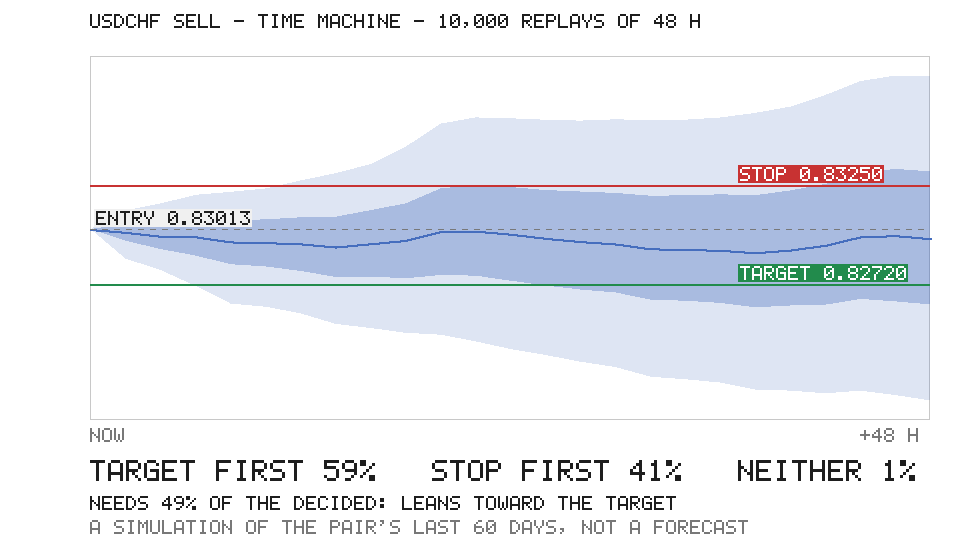 USDCHF SELL - TIME MACHINE - 10,000 REPLAYS OF 48 H
STOP 0.83250
ENTRY 0.83013
TARGET 0.82720
NOW +48 H
TARGET FIRST 59% STOP FIRST 41% NEITHER 1%
NEEDS 49% OF THE DECIDED: LEANS TOWARD THE TARGET
A SIMULATION OF THE PAIR'S LAST 60 DAYS, NOT A FORECAST